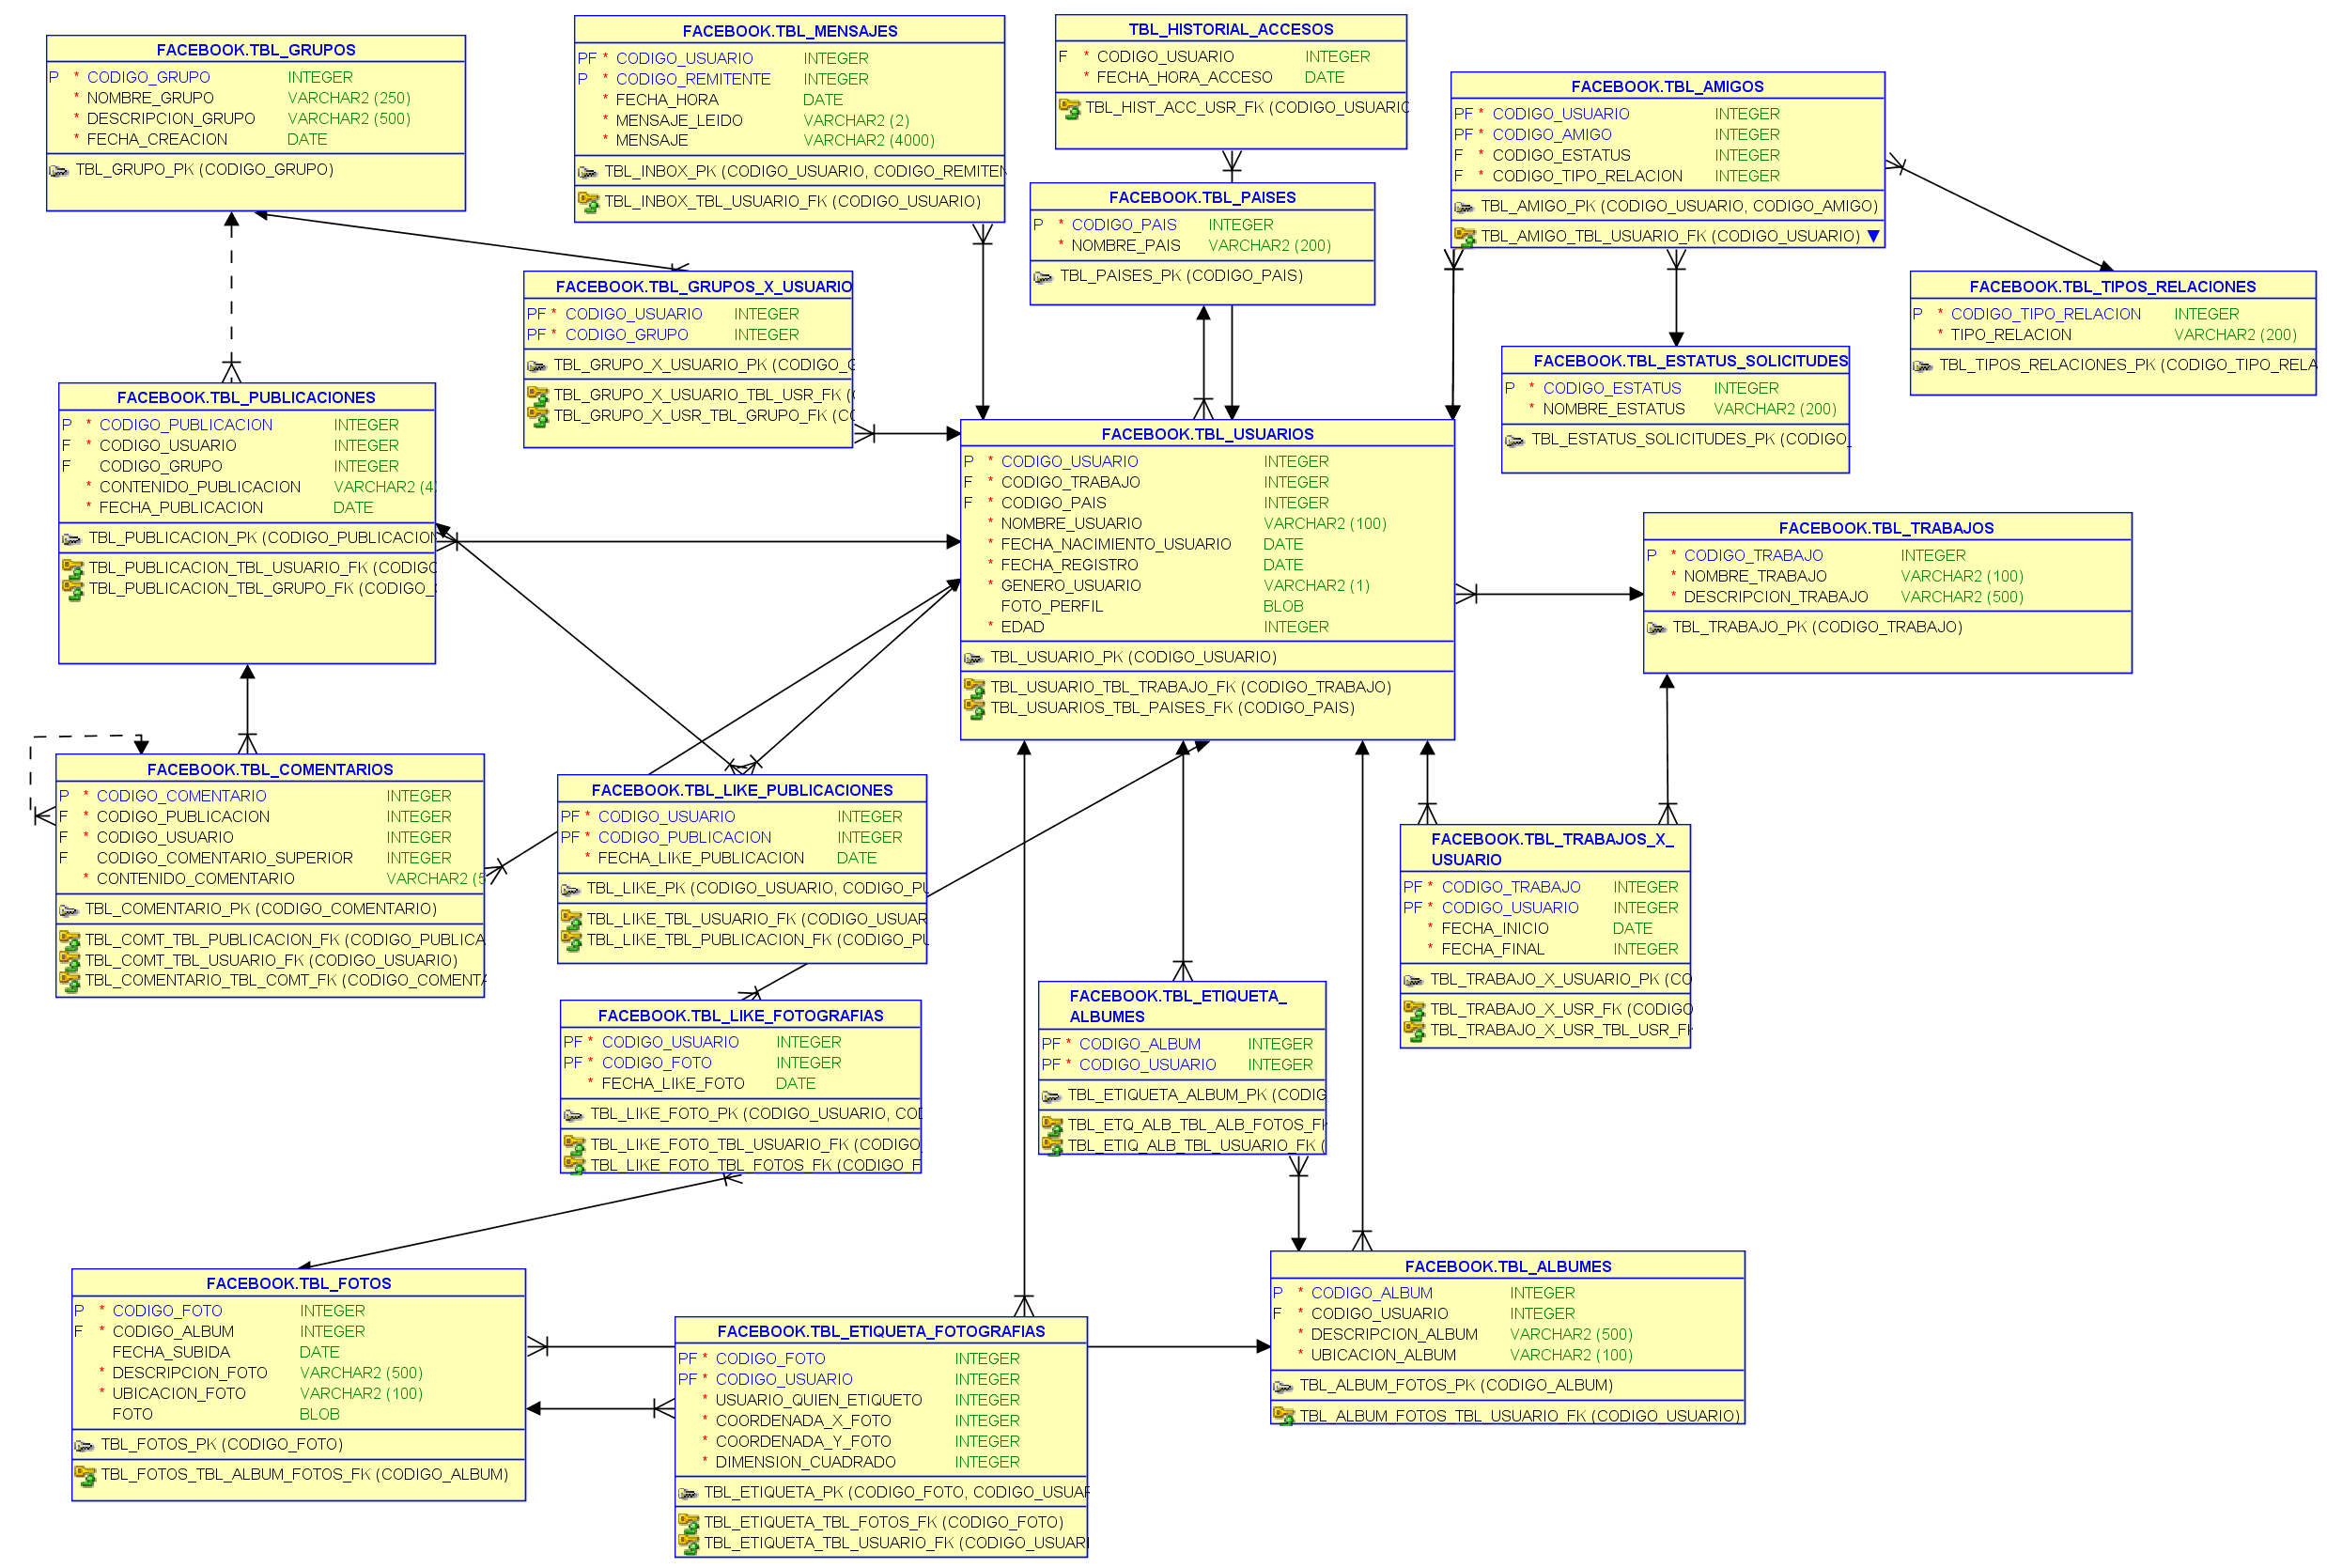 FACEBOOK.TBL_GRUPOS
P * CODIGO_GRUPO INTEGER
* NOMBRE_GRUPO VARCHAR2 (250)
* DESCRIPCION_GRUPO VARCHAR2 (500)
* FECHA_CREACION DATE
TBL_GRUPO_PK (CODIGO_GRUPO)
FACEBOOK.TBL_MENSAJES
PF * CODIGO_USUARIO INTEGER
P * CODIGO_REMITENTE INTEGER
* FECHA_HORA DATE
* MENSAJE_LEIDO VARCHAR2 (2)
* MENSAJE VARCHAR2 (4000)
TBL_INBOX_PK (CODIGO_USUARIO, CODIGO_REMITEN
TBL_INBOX_TBL_USUARIO_FK (CODIGO_USUARIO)
TBL_HISTORIAL_ACCESOS
F * CODIGO_USUARIO INTEGER
* FECHA_HORA_ACCESO DATE
TBL_HIST_ACC_USR_FK (CODIGO_USUARIO
FACEBOOK.TBL_AMIGOS
PF * CODIGO_USUARIO INTEGER
PF * CODIGO_AMIGO INTEGER
F * CODIGO_ESTATUS INTEGER
F * CODIGO_TIPO_RELACION INTEGER
TBL_AMIGO_PK (CODIGO_USUARIO, CODIGO_AMIGO)
TBL_AMIGO_TBL_USUARIO_FK (CODIGO_USUARIO)
FACEBOOK.TBL_PAISES
P * CODIGO_PAIS INTEGER
* NOMBRE_PAIS VARCHAR2 (200)
TBL_PAISES_PK (CODIGO_PAIS)
FACEBOOK.TBL_GRUPOS_X_USUARIO
PF * CODIGO_USUARIO INTEGER
PF * CODIGO_GRUPO INTEGER
TBL_GRUPO_X_USUARIO_PK (CODIGO_G
TBL_GRUPO_X_USUARIO_TBL_USR_FK (
TBL_GRUPO_X_USR_TBL_GRUPO_FK (CO
FACEBOOK.TBL_TIPOS_RELACIONES
P * CODIGO_TIPO_RELACION INTEGER
* TIPO_RELACION VARCHAR2 (200)
TBL_TIPOS_RELACIONES_PK (CODIGO_TIPO_RELA
FACEBOOK.TBL_ESTATUS_SOLICITUDES
P * CODIGO_ESTATUS INTEGER
* NOMBRE_ESTATUS VARCHAR2 (200)
TBL_ESTATUS_SOLICITUDES_PK (CODIGO_
FACEBOOK.TBL_PUBLICACIONES
P * CODIGO_PUBLICACION INTEGER
F * CODIGO_USUARIO INTEGER
F CODIGO_GRUPO INTEGER
* CONTENIDO_PUBLICACION VARCHAR2 (4
* FECHA_PUBLICACION DATE
TBL_PUBLICACION_PK (CODIGO_PUBLICACION
TBL_PUBLICACION_TBL_USUARIO_FK (CODIGO
TBL_PUBLICACION_TBL_GRUPO_FK (CODIGO_
FACEBOOK.TBL_USUARIOS
P * CODIGO_USUARIO INTEGER
F * CODIGO_TRABAJO INTEGER
F * CODIGO_PAIS INTEGER
* NOMBRE_USUARIO VARCHAR2 (100)
* FECHA_NACIMIENTO_USUARIO DATE
* FECHA_REGISTRO DATE
* GENERO_USUARIO VARCHAR2 (1)
FOTO_PERFIL BLOB
* EDAD INTEGER
TBL_USUARIO_PK (CODIGO_USUARIO)
TBL_USUARIO_TBL_TRABAJO_FK (CODIGO_TRABAJO)
TBL_USUARIOS_TBL_PAISES_FK (CODIGO_PAIS)
FACEBOOK.TBL_TRABAJOS
P * CODIGO_TRABAJO INTEGER
* NOMBRE_TRABAJO VARCHAR2 (100)
* DESCRIPCION_TRABAJO VARCHAR2 (500)
TBL_TRABAJO_PK (CODIGO_TRABAJO)
FACEBOOK.TBL_COMENTARIOS
P * CODIGO_COMENTARIO INTEGER
F * CODIGO_PUBLICACION INTEGER
F * CODIGO_USUARIO INTEGER
F CODIGO_COMENTARIO_SUPERIOR INTEGER
* CONTENIDO_COMENTARIO VARCHAR2 (5
TBL_COMENTARIO_PK (CODIGO_COMENTARIO)
TBL_COMT_TBL_PUBLICACION_FK (CODIGO_PUBLICA
TBL_COMT_TBL_USUARIO_FK (CODIGO_USUARIO)
TBL_COMENTARIO_TBL_COMT_FK (CODIGO_COMENTA
FACEBOOK.TBL_LIKE_PUBLICACIONES
PF * CODIGO_USUARIO INTEGER
PF * CODIGO_PUBLICACION INTEGER
* FECHA_LIKE_PUBLICACION DATE
TBL_LIKE_PK (CODIGO_USUARIO, CODIGO_PU
TBL_LIKE_TBL_USUARIO_FK (CODIGO_USUAR
TBL_LIKE_TBL_PUBLICACION_FK (CODIGO_PU
FACEBOOK.TBL_TRABAJOS_X_
USUARIO
PF * CODIGO_TRABAJO INTEGER
PF * CODIGO_USUARIO INTEGER
* FECHA_INICIO DATE
* FECHA_FINAL INTEGER
TBL_TRABAJO_X_USUARIO_PK (CO
TBL_TRABAJO_X_USR_FK (CODIGO
TBL_TRABAJO_X_USR_TBL_USR_FK
FACEBOOK.TBL_LIKE_FOTOGRAFIAS
PF * CODIGO_USUARIO INTEGER
PF * CODIGO_FOTO INTEGER
* FECHA_LIKE_FOTO DATE
TBL_LIKE_FOTO_PK (CODIGO_USUARIO, COD
TBL_LIKE_FOTO_TBL_USUARIO_FK (CODIGO_
TBL_LIKE_FOTO_TBL_FOTOS_FK (CODIGO_F
FACEBOOK.TBL_ETIQUETA_
ALBUMES
PF * CODIGO_ALBUM INTEGER
PF * CODIGO_USUARIO INTEGER
TBL_ETIQUETA_ALBUM_PK (CODIG
TBL_ETQ_ALB_TBL_ALB_FOTOS_FK
TBL_ETIQ_ALB_TBL_USUARIO_FK (
FACEBOOK.TBL_FOTOS
P * CODIGO_FOTO INTEGER
F * CODIGO_ALBUM INTEGER
FECHA_SUBIDA DATE
* DESCRIPCION_FOTO VARCHAR2 (500)
* UBICACION_FOTO VARCHAR2 (100)
FOTO BLOB
TBL_FOTOS_PK (CODIGO_FOTO)
TBL_FOTOS_TBL_ALBUM_FOTOS_FK (CODIGO_ALBUM)
FACEBOOK.TBL_ETIQUETA_FOTOGRAFIAS
PF * CODIGO_FOTO INTEGER
PF * CODIGO_USUARIO INTEGER
* USUARIO_QUIEN_ETIQUETO INTEGER
* COORDENADA_X_FOTO INTEGER
* COORDENADA_Y_FOTO INTEGER
* DIMENSION_CUADRADO INTEGER
TBL_ETIQUETA_PK (CODIGO_FOTO, CODIGO_USUAR
TBL_ETIQUETA_TBL_FOTOS_FK (CODIGO_FOTO)
TBL_ETIQUETA_TBL_USUARIO_FK (CODIGO_USUARI
FACEBOOK.TBL_ALBUMES
P * CODIGO_ALBUM INTEGER
F * CODIGO_USUARIO INTEGER
* DESCRIPCION_ALBUM VARCHAR2 (500)
* UBICACION_ALBUM VARCHAR2 (100)
TBL_ALBUM_FOTOS_PK (CODIGO_ALBUM)
TBL_ALBUM_FOTOS_TBL_USUARIO_FK (CODIGO_USUARIO)